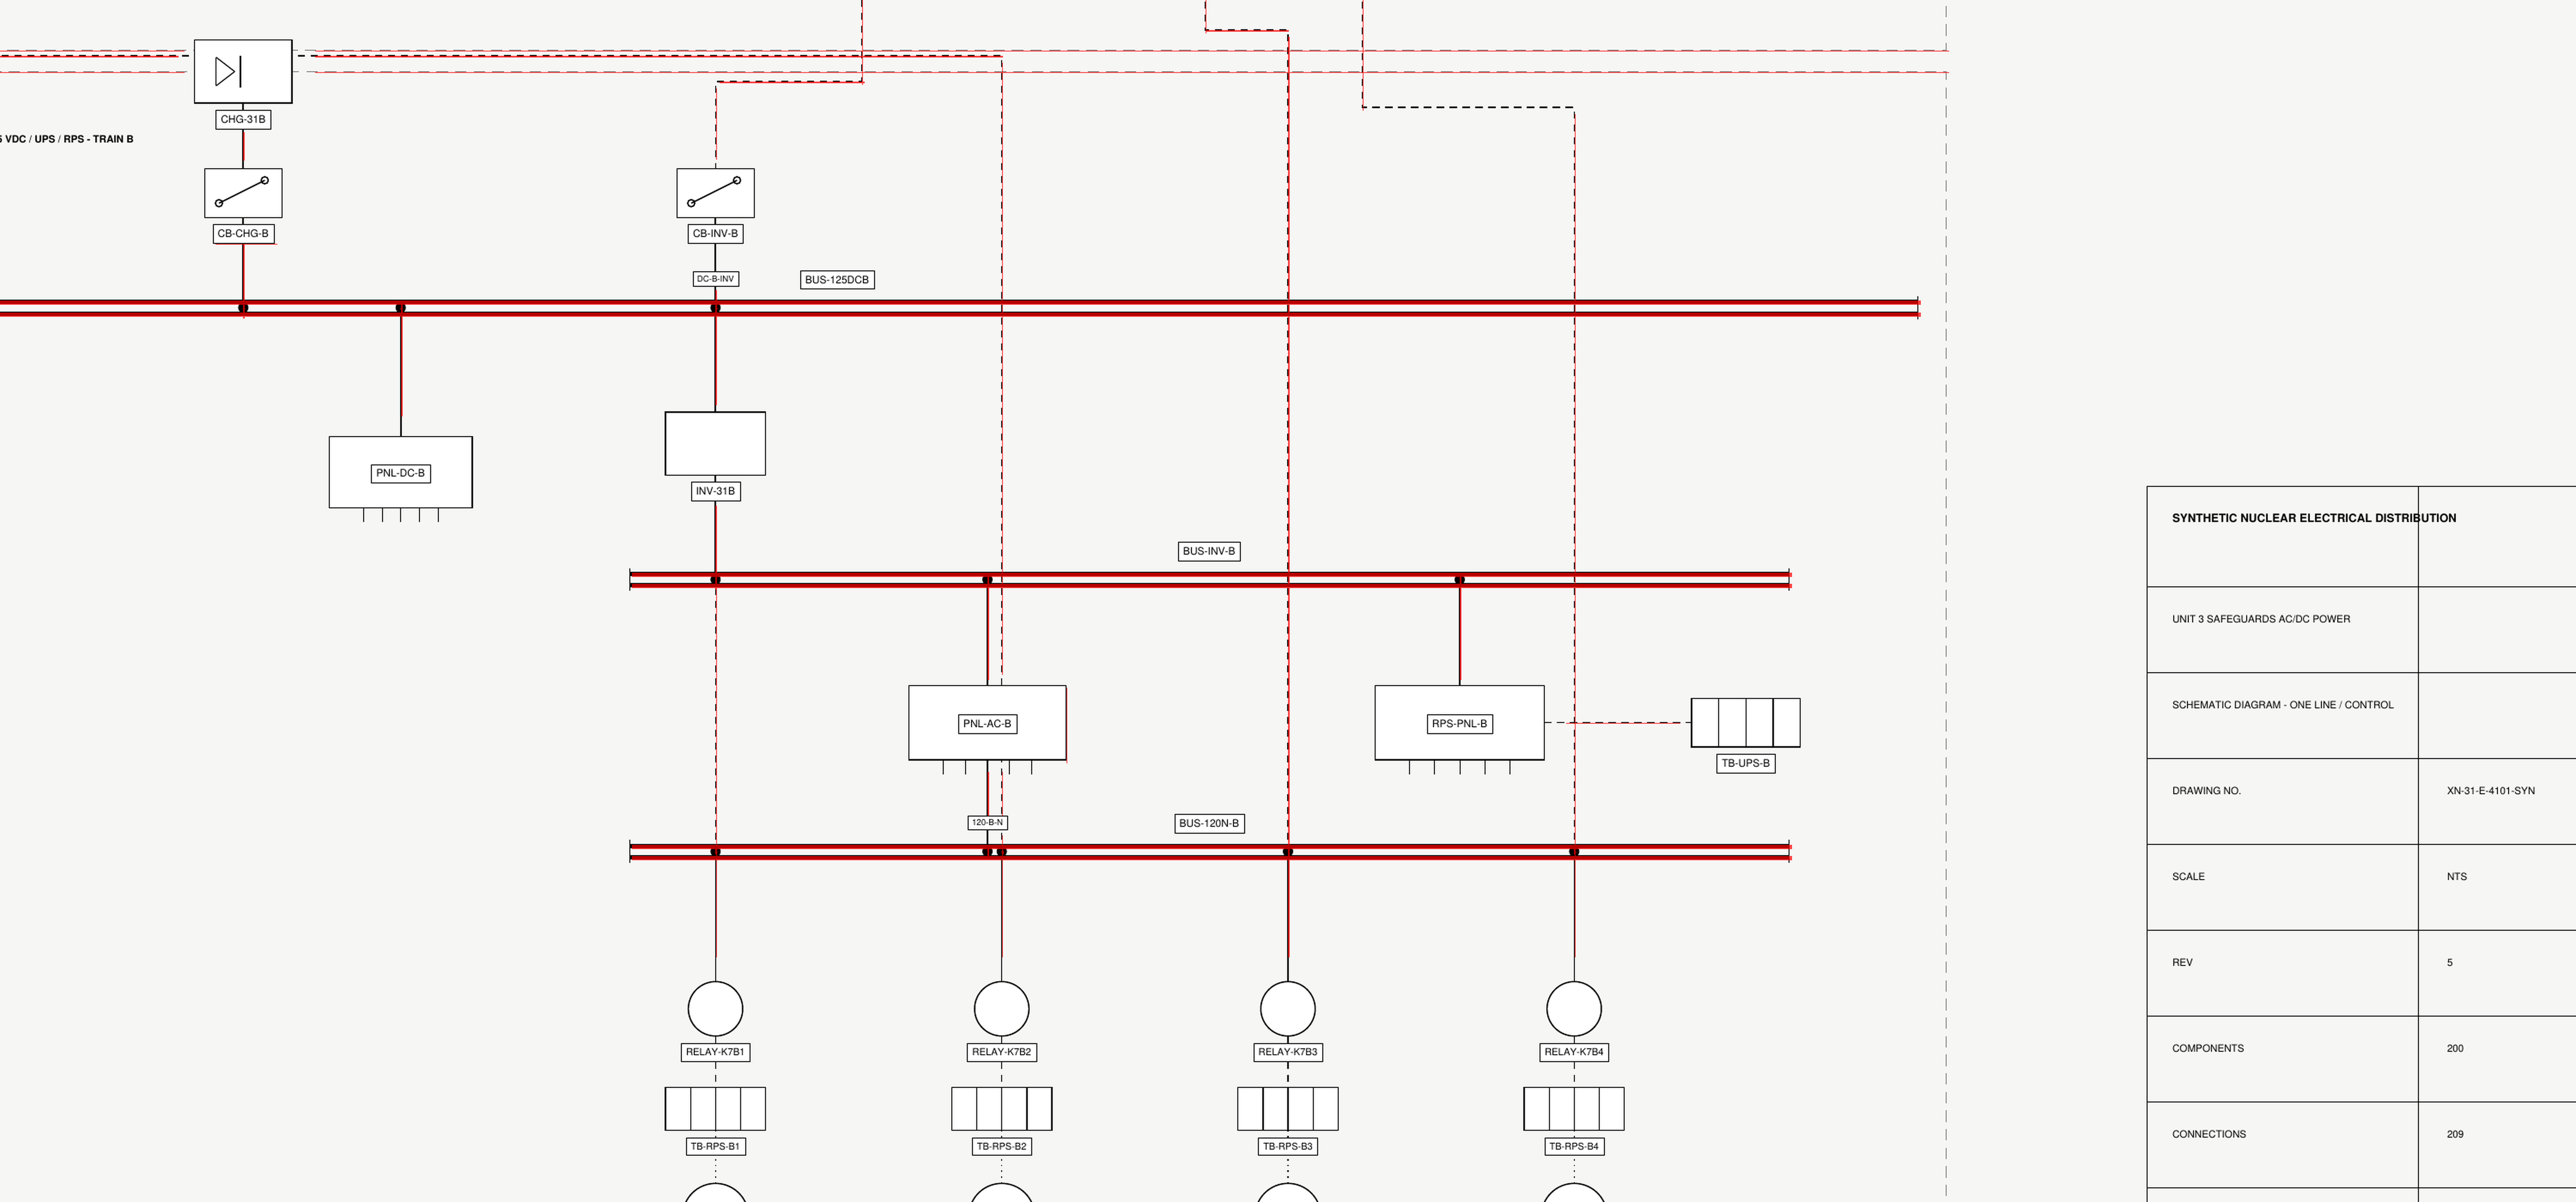 CHG-31B
VDC / UPS / RPS - TRAIN B
CB-CHG-B
CB-INV-B
DC-B-INV
BUS-125DCB
PNL-DC-B
INV-31B
BUS-INV-B
PNL-AC-B
RPS-PNL-B
TB-UPS-B
120-B-N
BUS-120N-B
RELAY-K7B1
RELAY-K7B2
RELAY-K7B3
RELAY-K7B4
TB-RPS-B1
TB-RPS-B2
TB-RPS-B3
TB-RPS-B4
SYNTHETIC NUCLEAR ELECTRICAL DISTRIBUTION
UNIT 3 SAFEGUARDS AC/DC POWER
SCHEMATIC DIAGRAM - ONE LINE / CONTROL
DRAWING NO. XN-31-E-4101-SYN
SCALE NTS
REV 5
COMPONENTS 200
CONNECTIONS 209